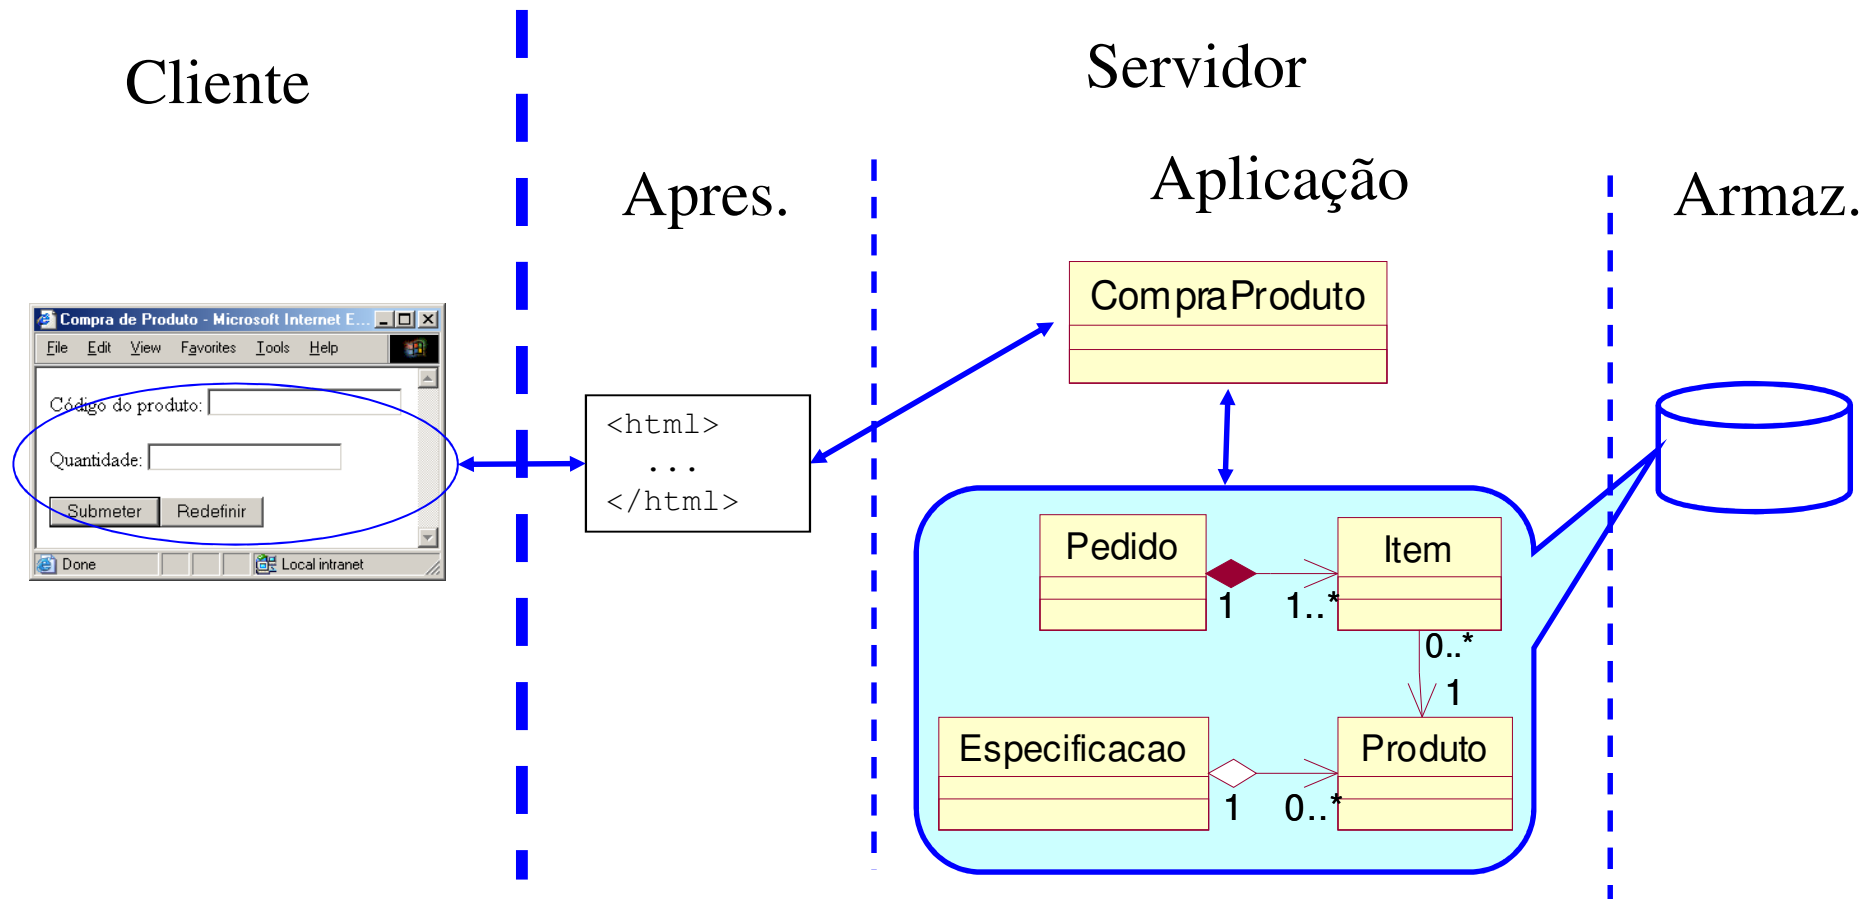 Cliente
Servidor
Apres.
Aplicação
Armaz.
Compra de Produto - Microsoft Internet E...
File Edit View Favorites Tools Help
Código do produto:
Quantidade:
Submeter Redefinir
Done Local intranet
<html>
...
</html>
CompraProduto
Pedido Item
1 1..*
0..*
1
Especificacao Produto
1 0..*